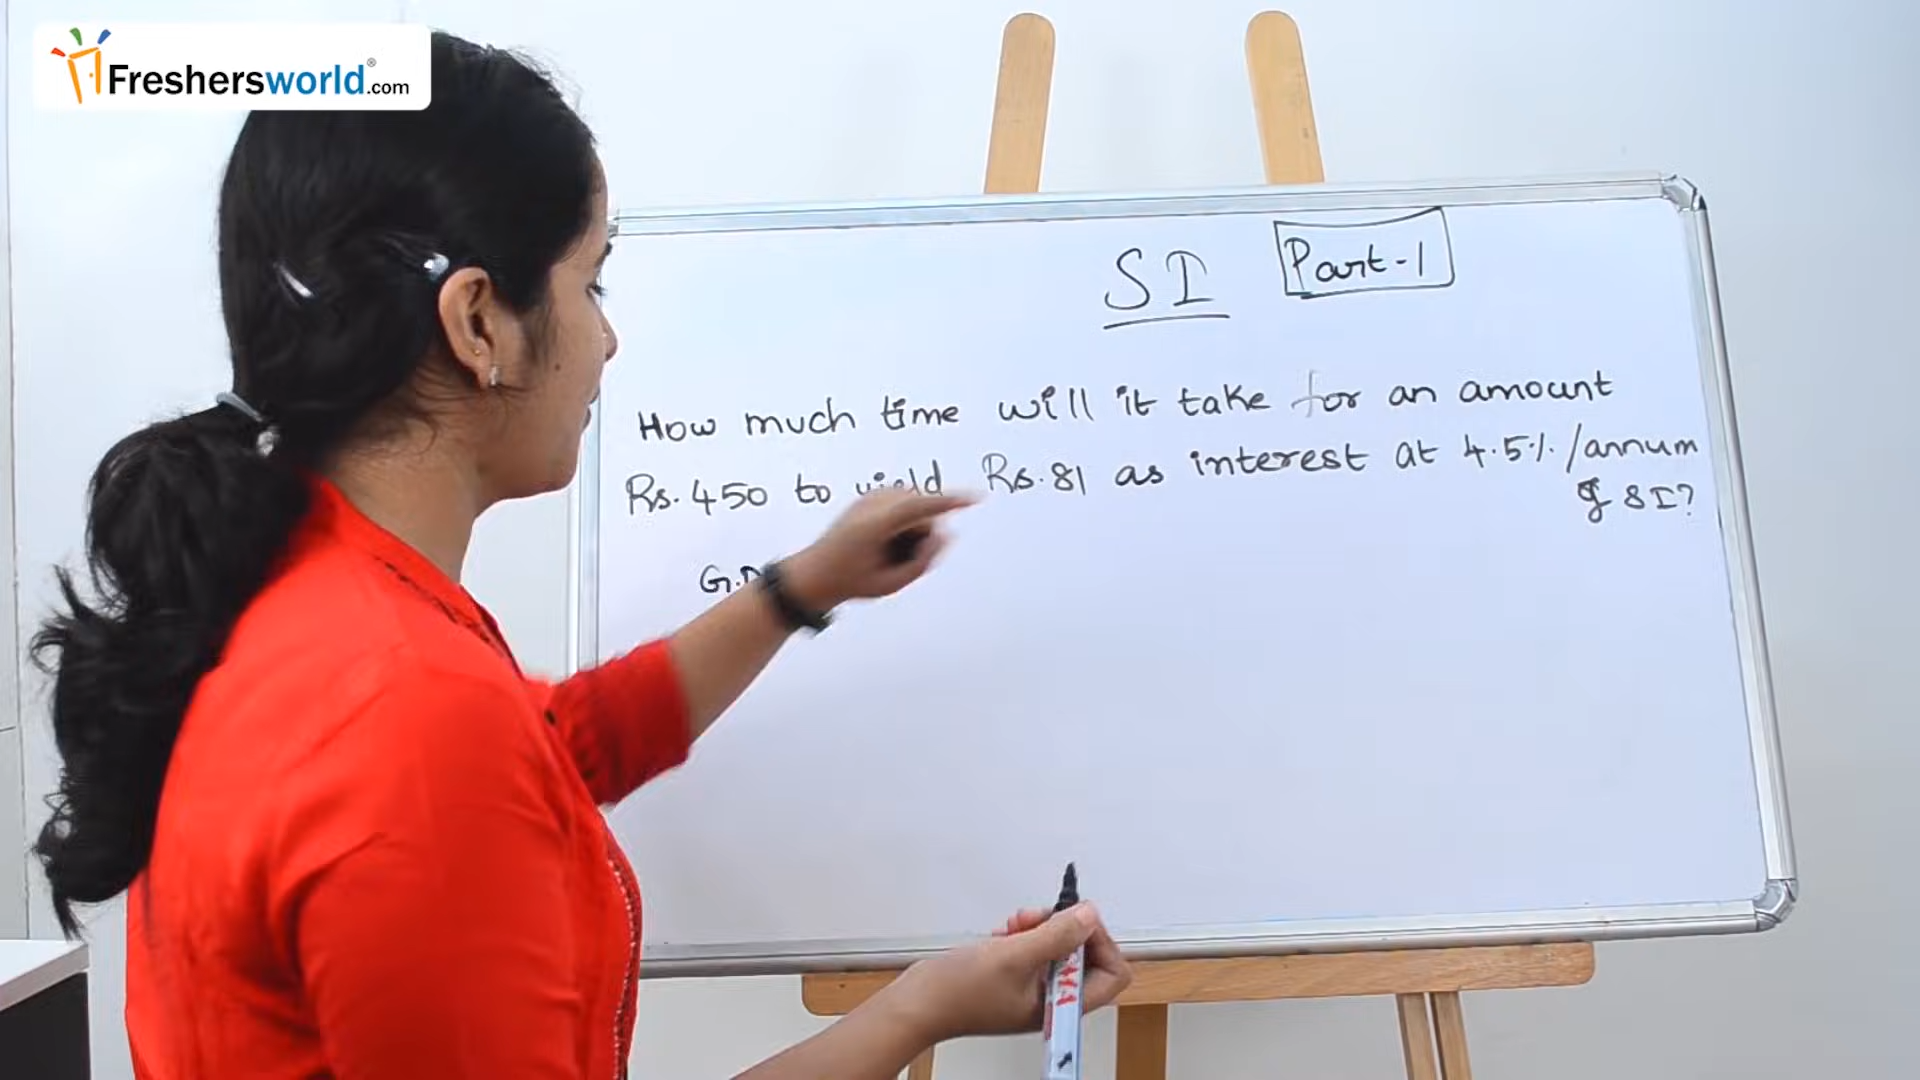 Freshersworld.com
SI Part-1
How much time will it take for an amount
Rs. 450 to yield Rs. 81 as interest at 4.5% /annum
of SI?
G.D